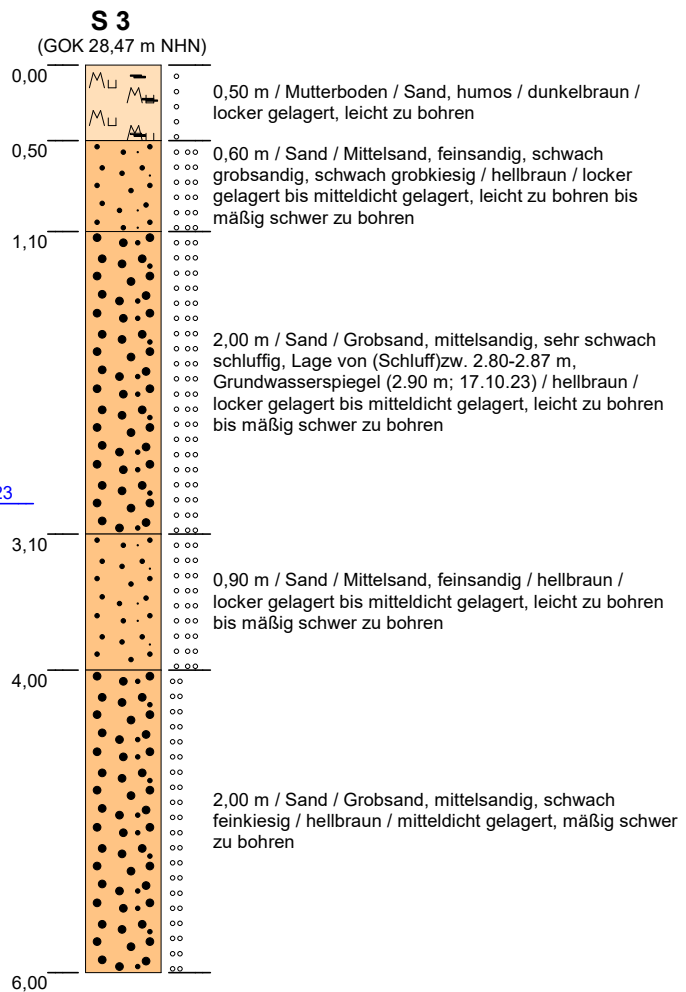 S 3
(GOK 28,47 m NHN)
0,00
0,50 m / Mutterboden / Sand, humos / dunkelbraun /
locker gelagert, leicht zu bohren
0,50
0,60 m / Sand / Mittelsand, feinsandig, schwach
grobsandig, schwach grobkiesig / hellbraun / locker
gelagert bis mitteldicht gelagert, leicht zu bohren bis
mäßig schwer zu bohren
1,10
2,00 m / Sand / Grobsand, mittelsandig, sehr schwach
schluffig, Lage von (Schluff)zw. 2.80-2.87 m,
Grundwasserspiegel (2.90 m; 17.10.23) / hellbraun /
locker gelagert bis mitteldicht gelagert, leicht zu bohren
bis mäßig schwer zu bohren
23
3,10
0,90 m / Sand / Mittelsand, feinsandig / hellbraun /
locker gelagert bis mitteldicht gelagert, leicht zu bohren
bis mäßig schwer zu bohren
4,00
2,00 m / Sand / Grobsand, mittelsandig, schwach
feinkiesig / hellbraun / mitteldicht gelagert, mäßig schwer
zu bohren
6,00